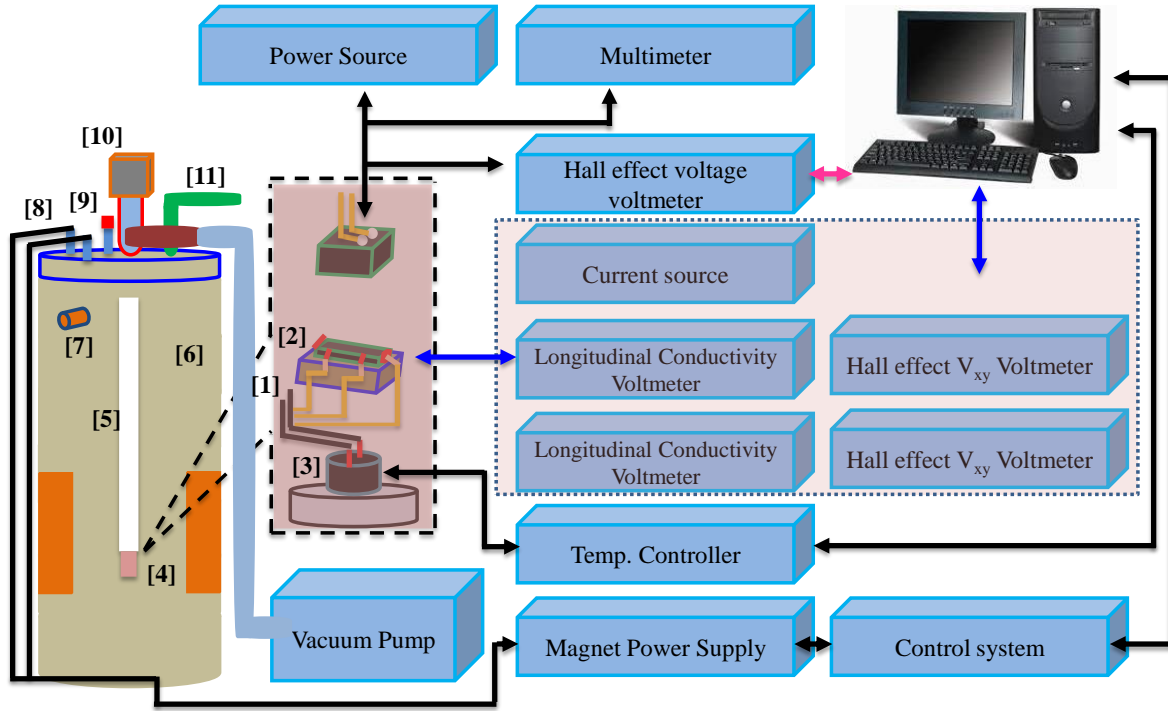 Power Source
Multimeter
[10]
[11]
[9]
[8]
Hall effect voltage
voltmeter
Current source
[7]
[6]
[2]
Longitudinal Conductivity
Voltmeter
Hall effect Vxy Voltmeter
[1]
[5]
[3]
Longitudinal Conductivity
Voltmeter
Hall effect Vxy Voltmeter
[4]
Temp. Controller
Vacuum Pump
Magnet Power Supply
Control system